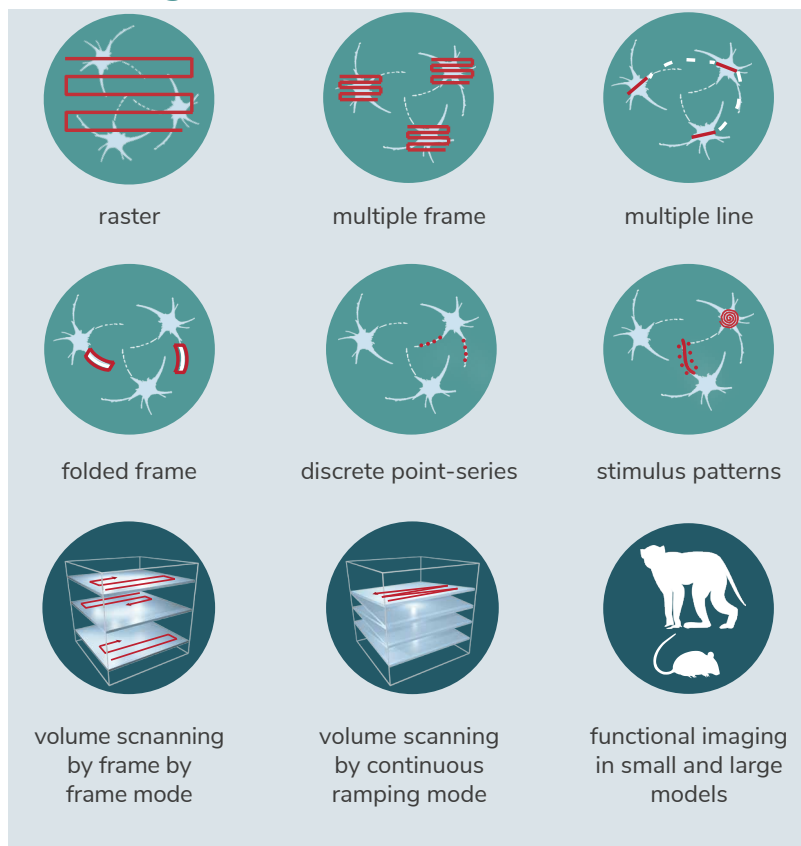 raster
multiple frame
multiple line
folded frame
discrete point-series
stimulus patterns
volume scnanning
by frame by
frame mode
volume scanning
by continuous
ramping mode
functional imaging
in small and large
models